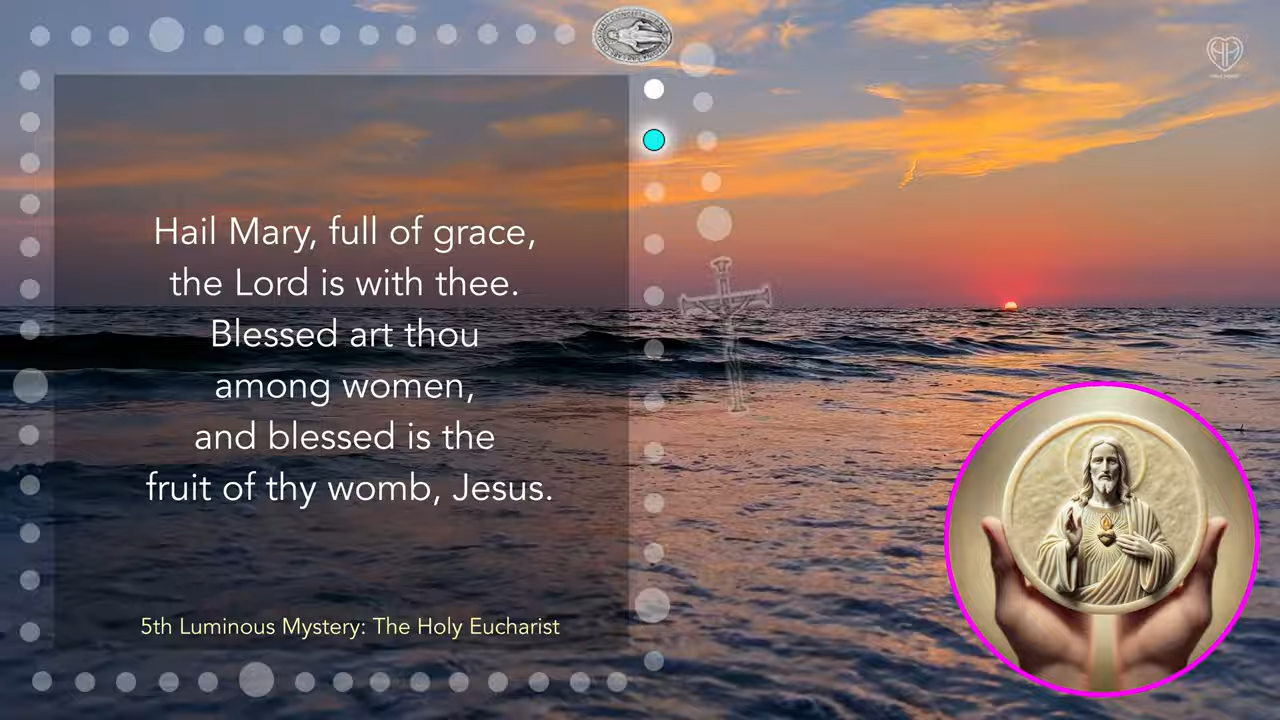 Hail Mary, full of grace,
the Lord is with thee.
Blessed art thou
among women,
and blessed is the
fruit of thy womb, Jesus.
5th Luminous Mystery: The Holy Eucharist